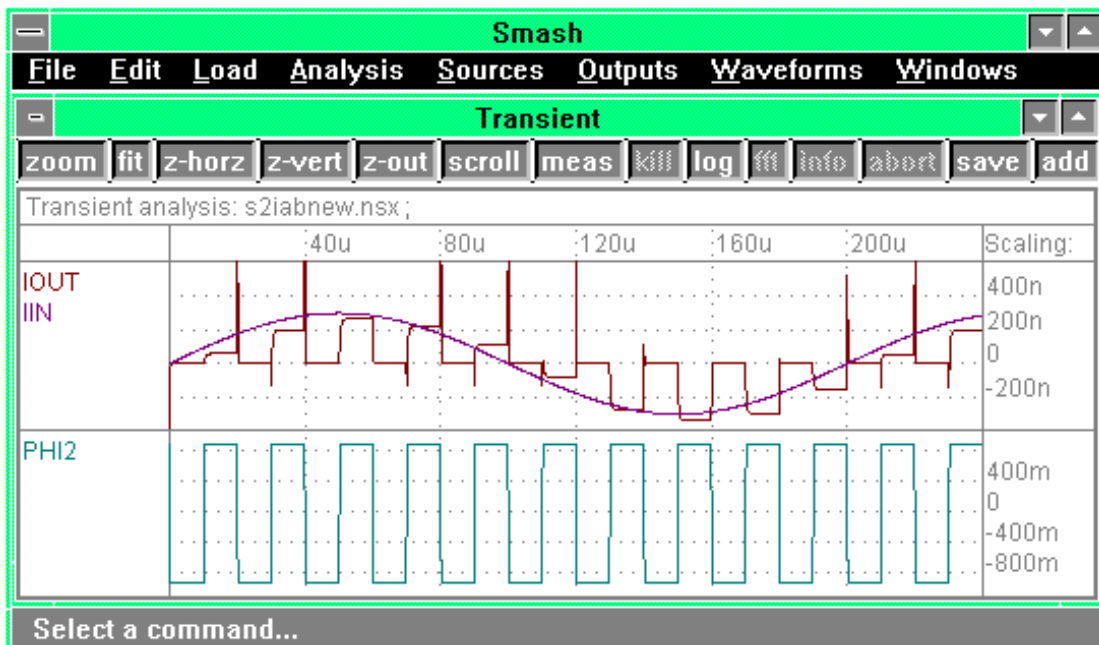 Smash
File Edit Load Analysis Sources Outputs Waveforms Windows
Transient
zoom fit z-horz z-vert z-out scroll meas kill log fft info abort save add
Transient analysis: s2iabnew.nsx ;
40u 80u 120u 160u 200u Scaling:
IOUT
IIN
400n
200n
0
-200n
PHI2
400m
0
-400m
-800m
Select a command...